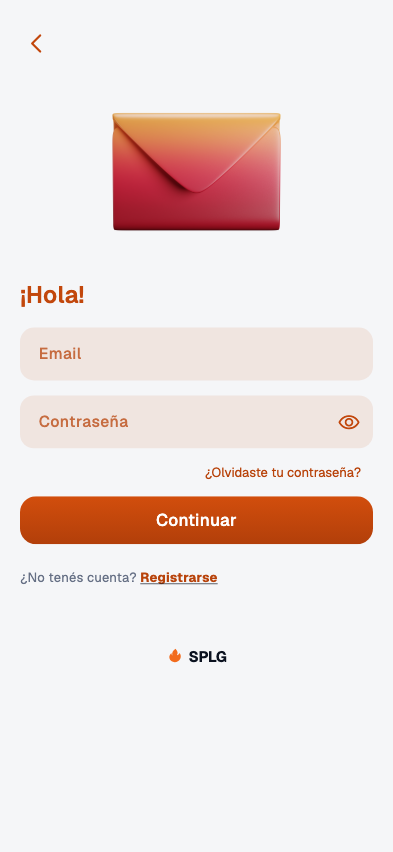 ¡Hola!
Email
Contraseña
¿Olvidaste tu contraseña?
Continuar
¿No tenés cuenta? Registrarse
SPLG